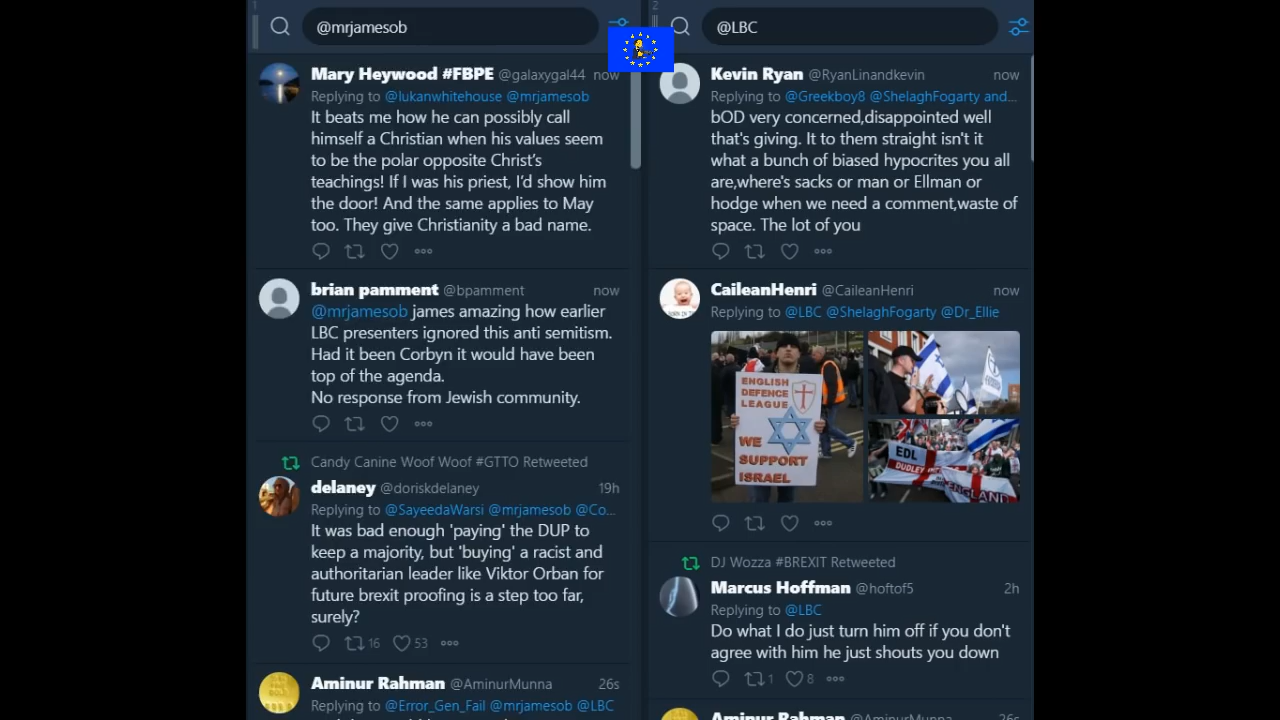 1
@mrjamesob
Mary Heywood #FBPE @galaxygal44 now
Replying to @lukanwhitehouse @mrjamesob
It beats me how he can possibly call
himself a Christian when his values seem
to be the polar opposite Christ's
teachings! If I was his priest, I'd show him
the door! And the same applies to May
too. They give Christianity a bad name.
brian pamment @bpamment now
@mrjamesob james amazing how earlier
LBC presenters ignored this anti semitism.
Had it been Corbyn it would have been
top of the agenda.
No response from Jewish community.
Candy Canine Woof Woof #GTTO Retweeted
delaney @doriskdelaney 19h
Replying to @SayeedaWarsi @mrjamesob @Co...
It was bad enough 'paying' the DUP to
keep a majority, but 'buying' a racist and
authoritarian leader like Viktor Orban for
future brexit proofing is a step too far,
surely?
16 53
Aminur Rahman @AminurMunna 26s
Replying to @Error_Gen_Fail @mrjamesob @LBC
2
@LBC
Kevin Ryan @RyanLinandkevin now
Replying to @Greekboy8 @ShelaghFogarty and...
bOD very concerned,disappointed well
that's giving. It to them straight isn't it
what a bunch of biased hypocrites you all
are,where's sacks or man or Ellman or
hodge when we need a comment,waste of
space. The lot of you
CaileanHenri @CaileanHenri now
Replying to @LBC @ShelaghFogarty @Dr_Ellie
ENGLISH
DEFENCE
LEAGUE
WE
SUPPORT
ISRAEL
EDL
DUDLEY
ENGLAND
DJ Wozza #BREXIT Retweeted
Marcus Hoffman @hoftof5 2h
Replying to @LBC
Do what I do just turn him off if you don't
agree with him he just shouts you down
1 8
Aminur Rahman @AminurMunna 26s